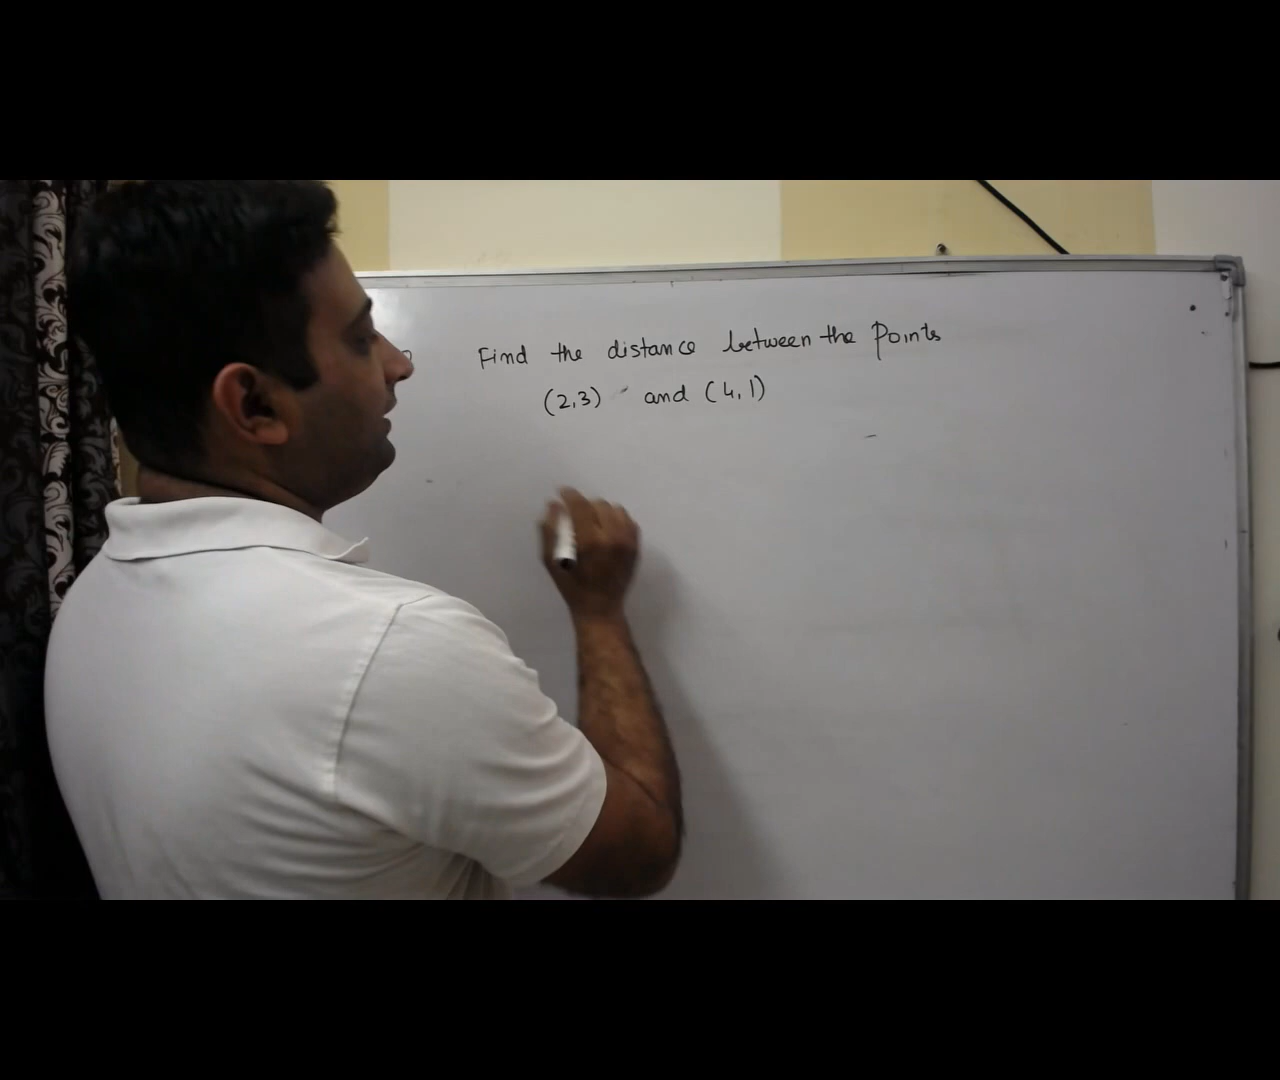 Find the distance between the Points
(2,3) and (4,1)